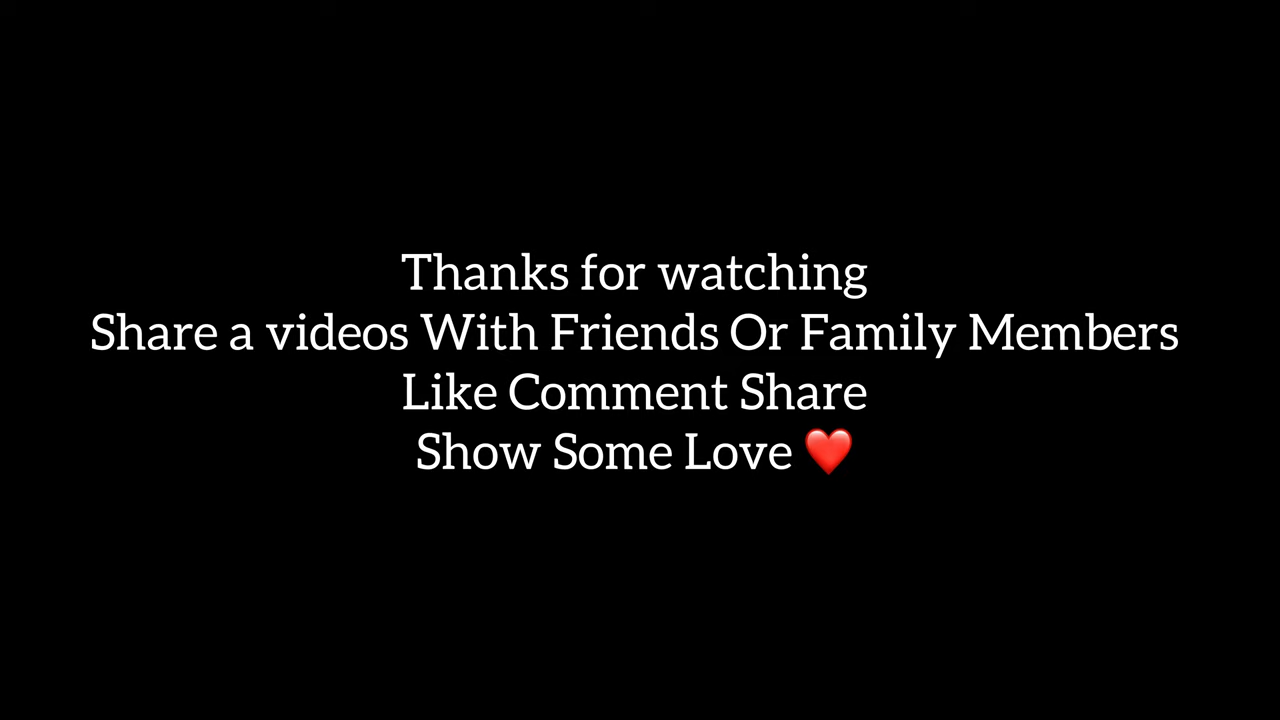 Thanks for watching
Share a videos With Friends Or Family Members
Like Comment Share
Show Some Love ❤️